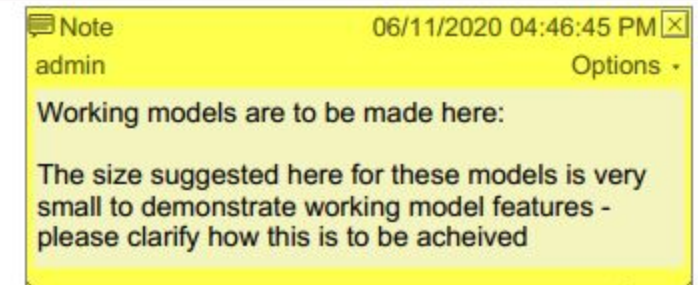 Note 06/11/2020 04:46:45 PM
admin Options
Working models are to be made here:
The size suggested here for these models is very
small to demonstrate working model features -
please clarify how this is to be acheived